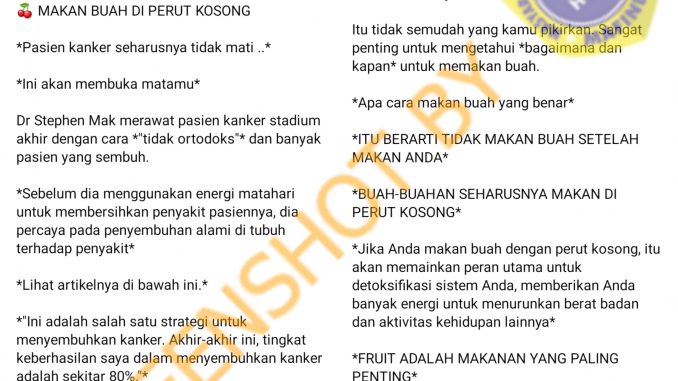 🍒 MAKAN BUAH DI PERUT KOSONG
*Pasien kanker seharusnya tidak mati ..*
*Ini akan membuka matamu*
Dr Stephen Mak merawat pasien kanker stadium
akhir dengan cara *"tidak ortodoks"* dan banyak
pasien yang sembuh.
*Sebelum dia menggunakan energi matahari
untuk membersihkan penyakit pasiennya, dia
percaya pada penyembuhan alami di tubuh
terhadap penyakit*
*Lihat artikelnya di bawah ini.*
*"Ini adalah salah satu strategi untuk
menyembuhkan kanker. Akhir-akhir ini, tingkat
keberhasilan saya dalam menyembuhkan kanker
adalah sekitar 80%."*
Itu tidak semudah yang kamu pikirkan. Sangat
penting untuk mengetahui *bagaimana dan
kapan* untuk memakan buah.
*Apa cara makan buah yang benar*
*ITU BERARTI TIDAK MAKAN BUAH SETELAH
MAKAN ANDA*
*BUAH-BUAHAN SEHARUSNYA MAKAN DI
PERUT KOSONG*
*Jika Anda makan buah dengan perut kosong, itu
akan memainkan peran utama untuk
detoksifikasi sistem Anda, memberikan Anda
banyak energi untuk menurunkan berat badan
dan aktivitas kehidupan lainnya*
*FRUIT ADALAH MAKANAN YANG PALING
PENTING*
EENSHOT BY